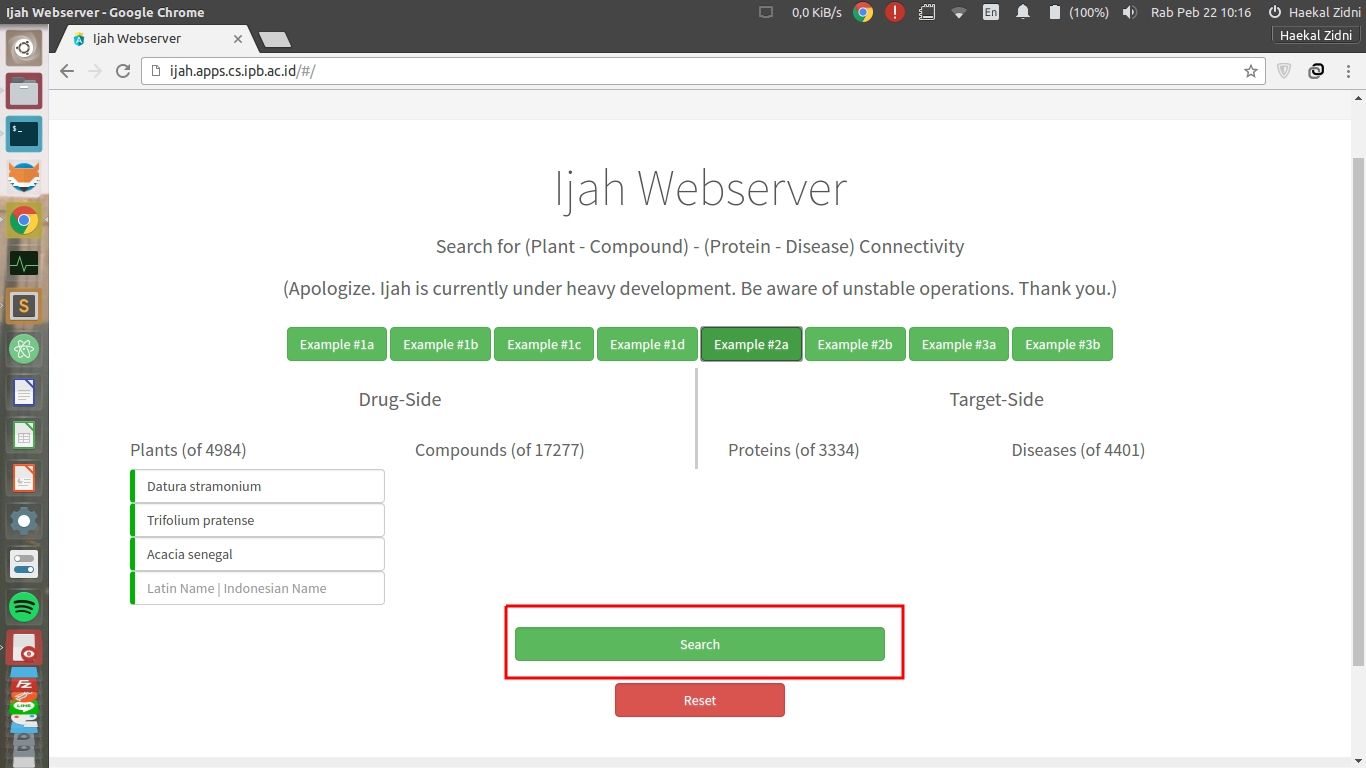 Ijah Webserver - Google Chrome
0,0 KiB/s
En
(100%)
Rab Peb 22 10:16
Haekal Zidni
Haekal Zidni
Ijah Webserver
ijah.apps.cs.ipb.ac.id/#/
Ijah Webserver
Search for (Plant - Compound) - (Protein - Disease) Connectivity
(Apologize. Ijah is currently under heavy development. Be aware of unstable operations. Thank you.)
Example #1a Example #1b Example #1c Example #1d Example #2a Example #2b Example #3a Example #3b
Drug-Side Target-Side
Plants (of 4984) Compounds (of 17277) Proteins (of 3334) Diseases (of 4401)
Datura stramonium
Trifolium pratense
Acacia senegal
Latin Name | Indonesian Name
Search
Reset
S
FZ
LINE